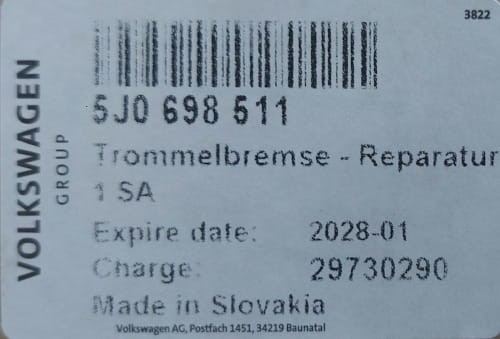 3822
VOLKSWAGEN
GROUP
5J0 698 511
Trommelbremse - Reparatur
1 SA
Expire date: 2028-01
Charge: 29730290
Made in Slovakia
Volkswagen AG, Postfach 1451, 34219 Baunatal